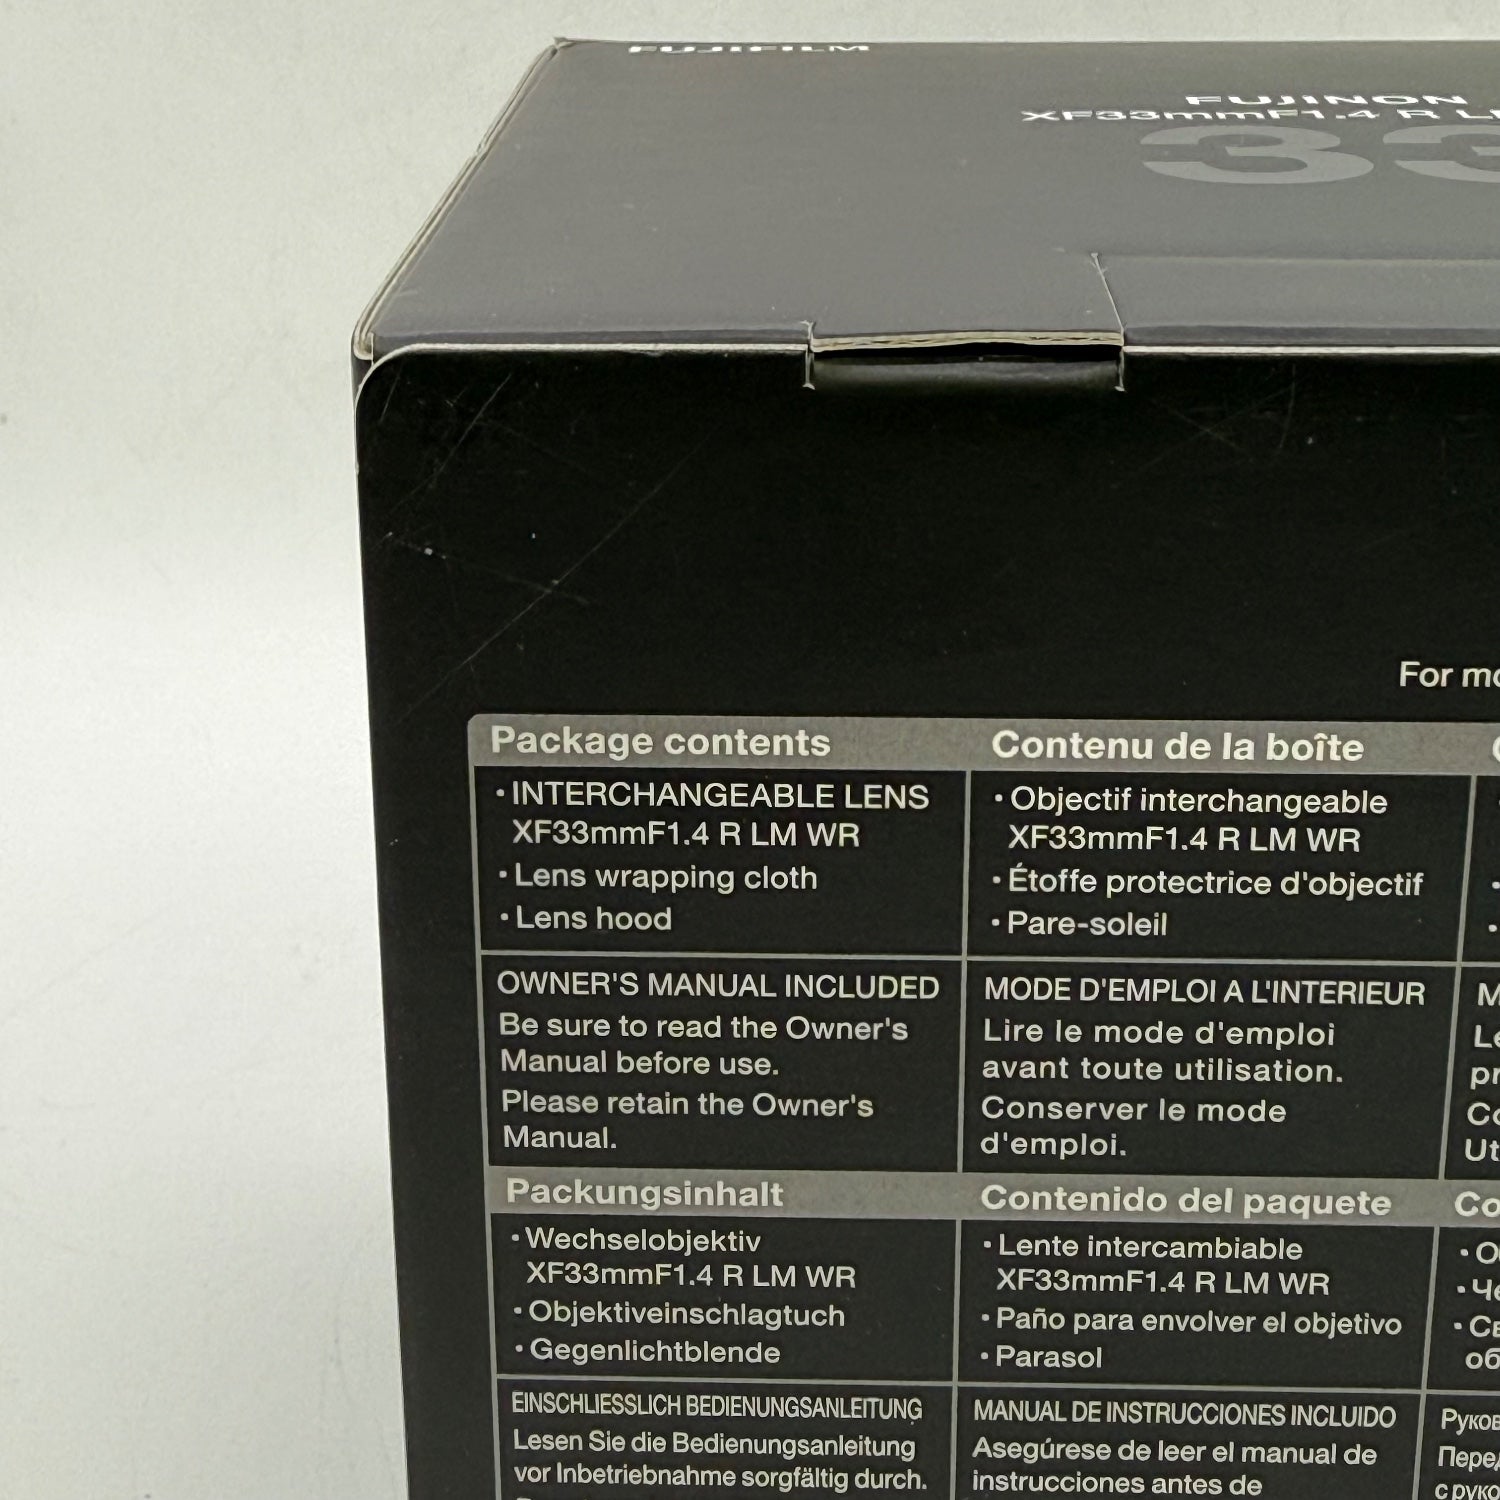 FUJIFILM
FUJINON
XF33mmF1.4 R L
33
For mo
Package contents
・INTERCHANGEABLE LENS
XF33mmF1.4 R LM WR
・Lens wrapping cloth
・Lens hood
OWNER'S MANUAL INCLUDED
Be sure to read the Owner's
Manual before use.
Please retain the Owner's
Manual.
Contenu de la boîte
・Objectif interchangeable
XF33mmF1.4 R LM WR
・Étoffe protectrice d'objectif
・Pare-soleil
MODE D'EMPLOI A L'INTERIEUR
Lire le mode d'emploi
avant toute utilisation.
Conserver le mode
d'emploi.
Packungsinhalt
・Wechselobjektiv
XF33mmF1.4 R LM WR
・Objektiveinschlagtuch
・Gegenlichtblende
EINSCHLIESSLICH BEDIENUNGSANLEITUNG
Lesen Sie die Bedienungsanleitung
vor Inbetriebnahme sorgfältig durch.
Contenido del paquete
・Lente intercambiable
XF33mmF1.4 R LM WR
・Paño para envolver el objetivo
・Parasol
MANUAL DE INSTRUCCIONES INCLUIDO
Asegúrese de leer el manual de
instrucciones antes de